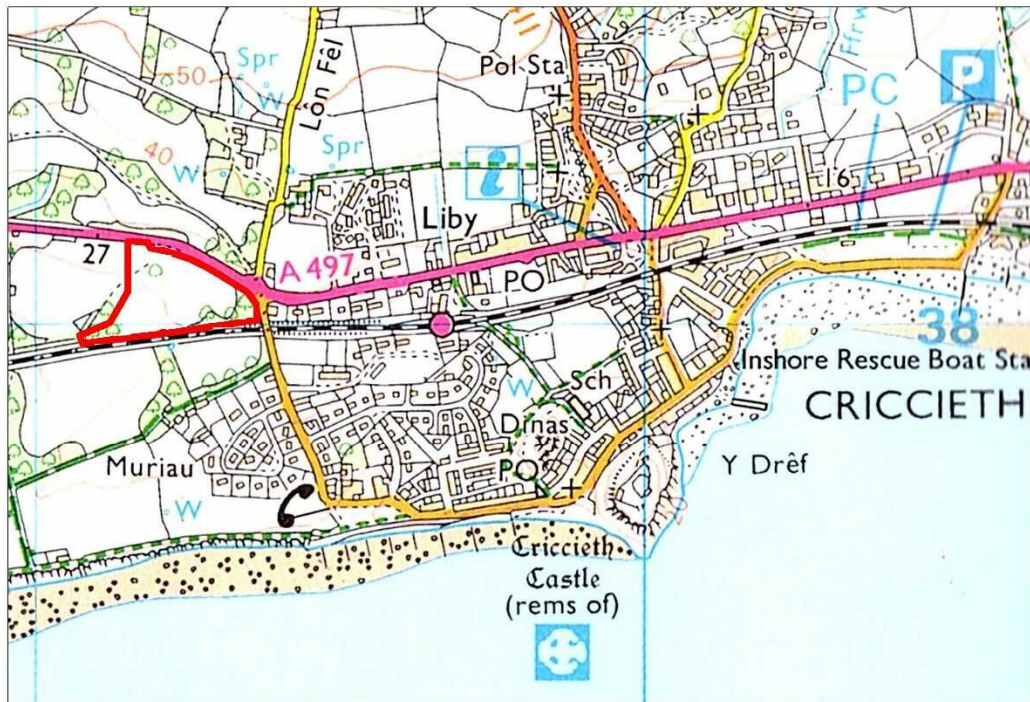 Pol Sta
Spr
50
W
Lôn Fêl
PC
P
40
W
Spr
i
16
Liby
27
A 497
PO
38
Inshore Rescue Boat Sta
CRICCIETH
Sch
W
Dinas
PO
Muriau
Y Drêf
W
Criccieth
Castle
(rems of)